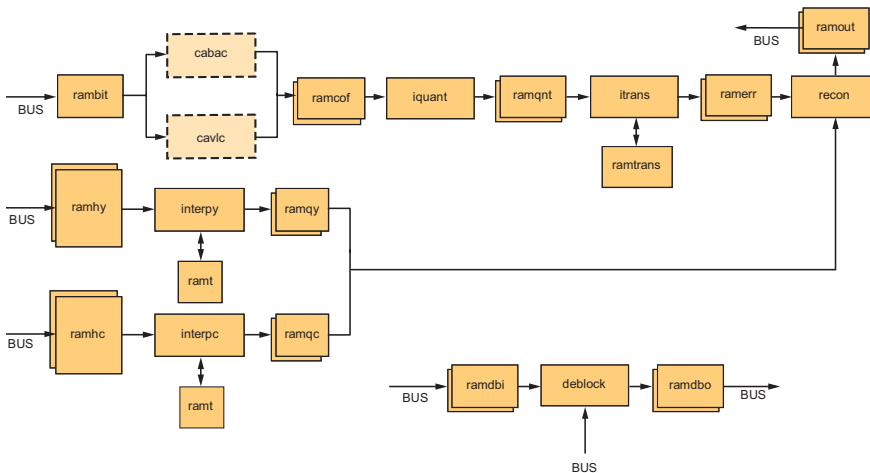 ramout
BUS
cabac
rambit
BUS
ramcof
iquant
ramqnt
itrans
ramerr
recon
cavlc
ramtrans
ramhy
BUS
interpy
ramqy
ramt
ramhc
BUS
interpc
ramqc
ramt
BUS
ramdbi
deblock
ramdbo
BUS
BUS